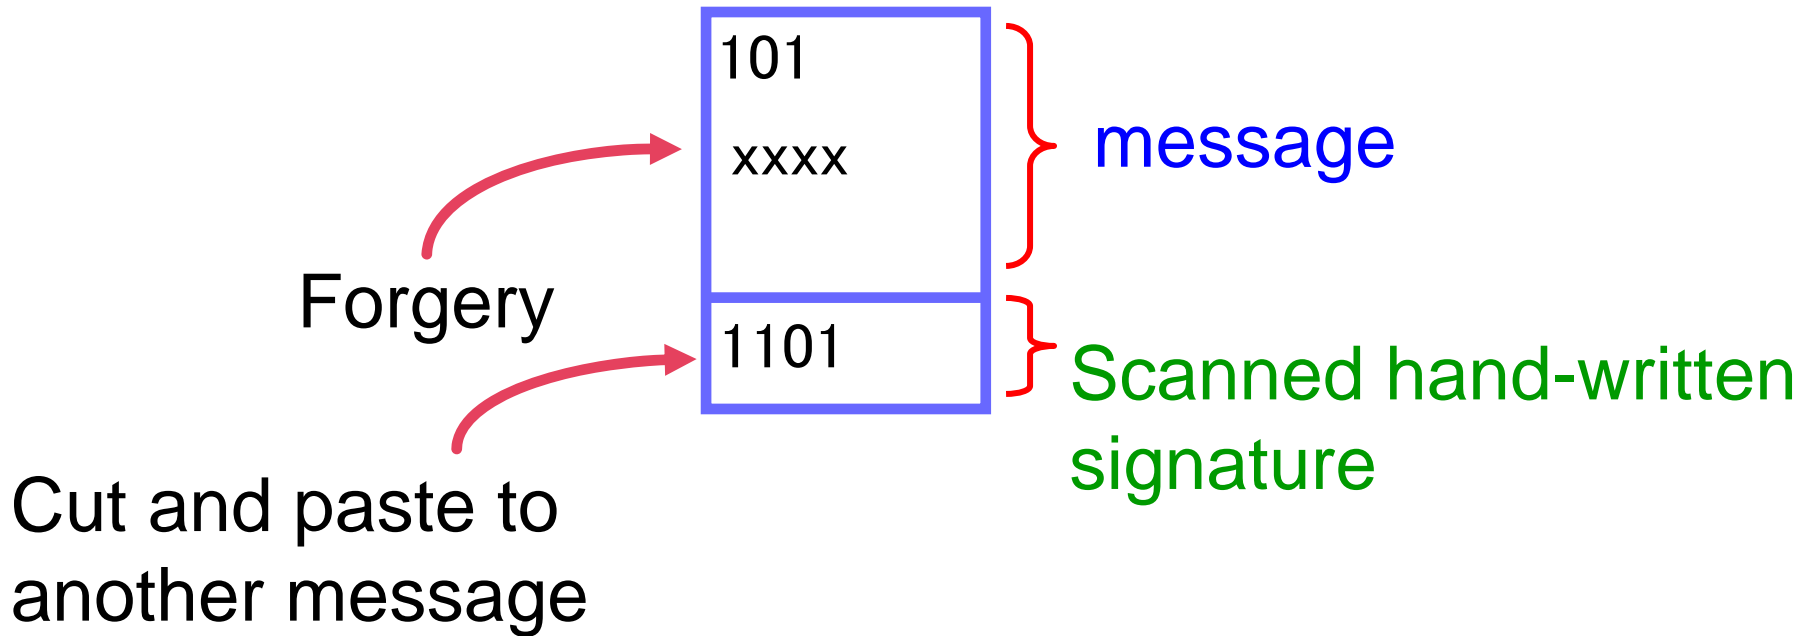 101
xxxx
message
Forgery
1101
Scanned hand-written
signature
Cut and paste to
another message